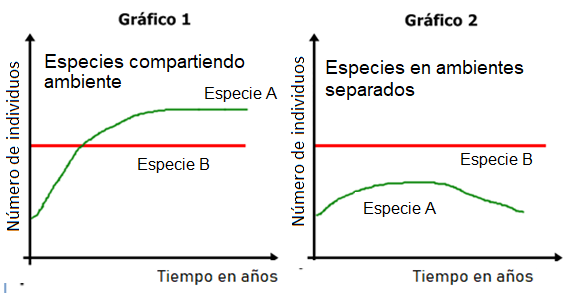 Gráfico 1
Número de individuos
Especies compartiendo
ambiente
Especie A
Especie B
Tiempo en años
Gráfico 2
Número de individuos
Especies en ambientes
separados
Especie B
Especie A
Tiempo en años